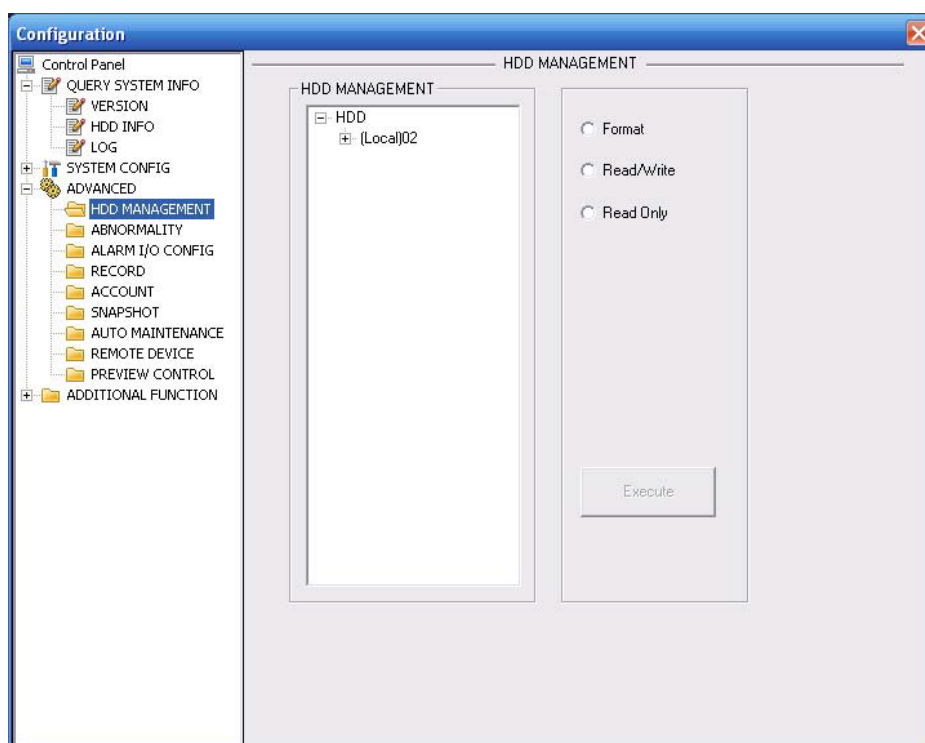 Configuration
Control Panel
QUERY SYSTEM INFO
VERSION
HDD INFO
LOG
SYSTEM CONFIG
ADVANCED
HDD MANAGEMENT
ABNORMALITY
ALARM I/O CONFIG
RECORD
ACCOUNT
SNAPSHOT
AUTO MAINTENANCE
REMOTE DEVICE
PREVIEW CONTROL
ADDITIONAL FUNCTION
HDD MANAGEMENT
HDD MANAGEMENT
HDD
(Local)02
Format
Read/Write
Read Only
Execute